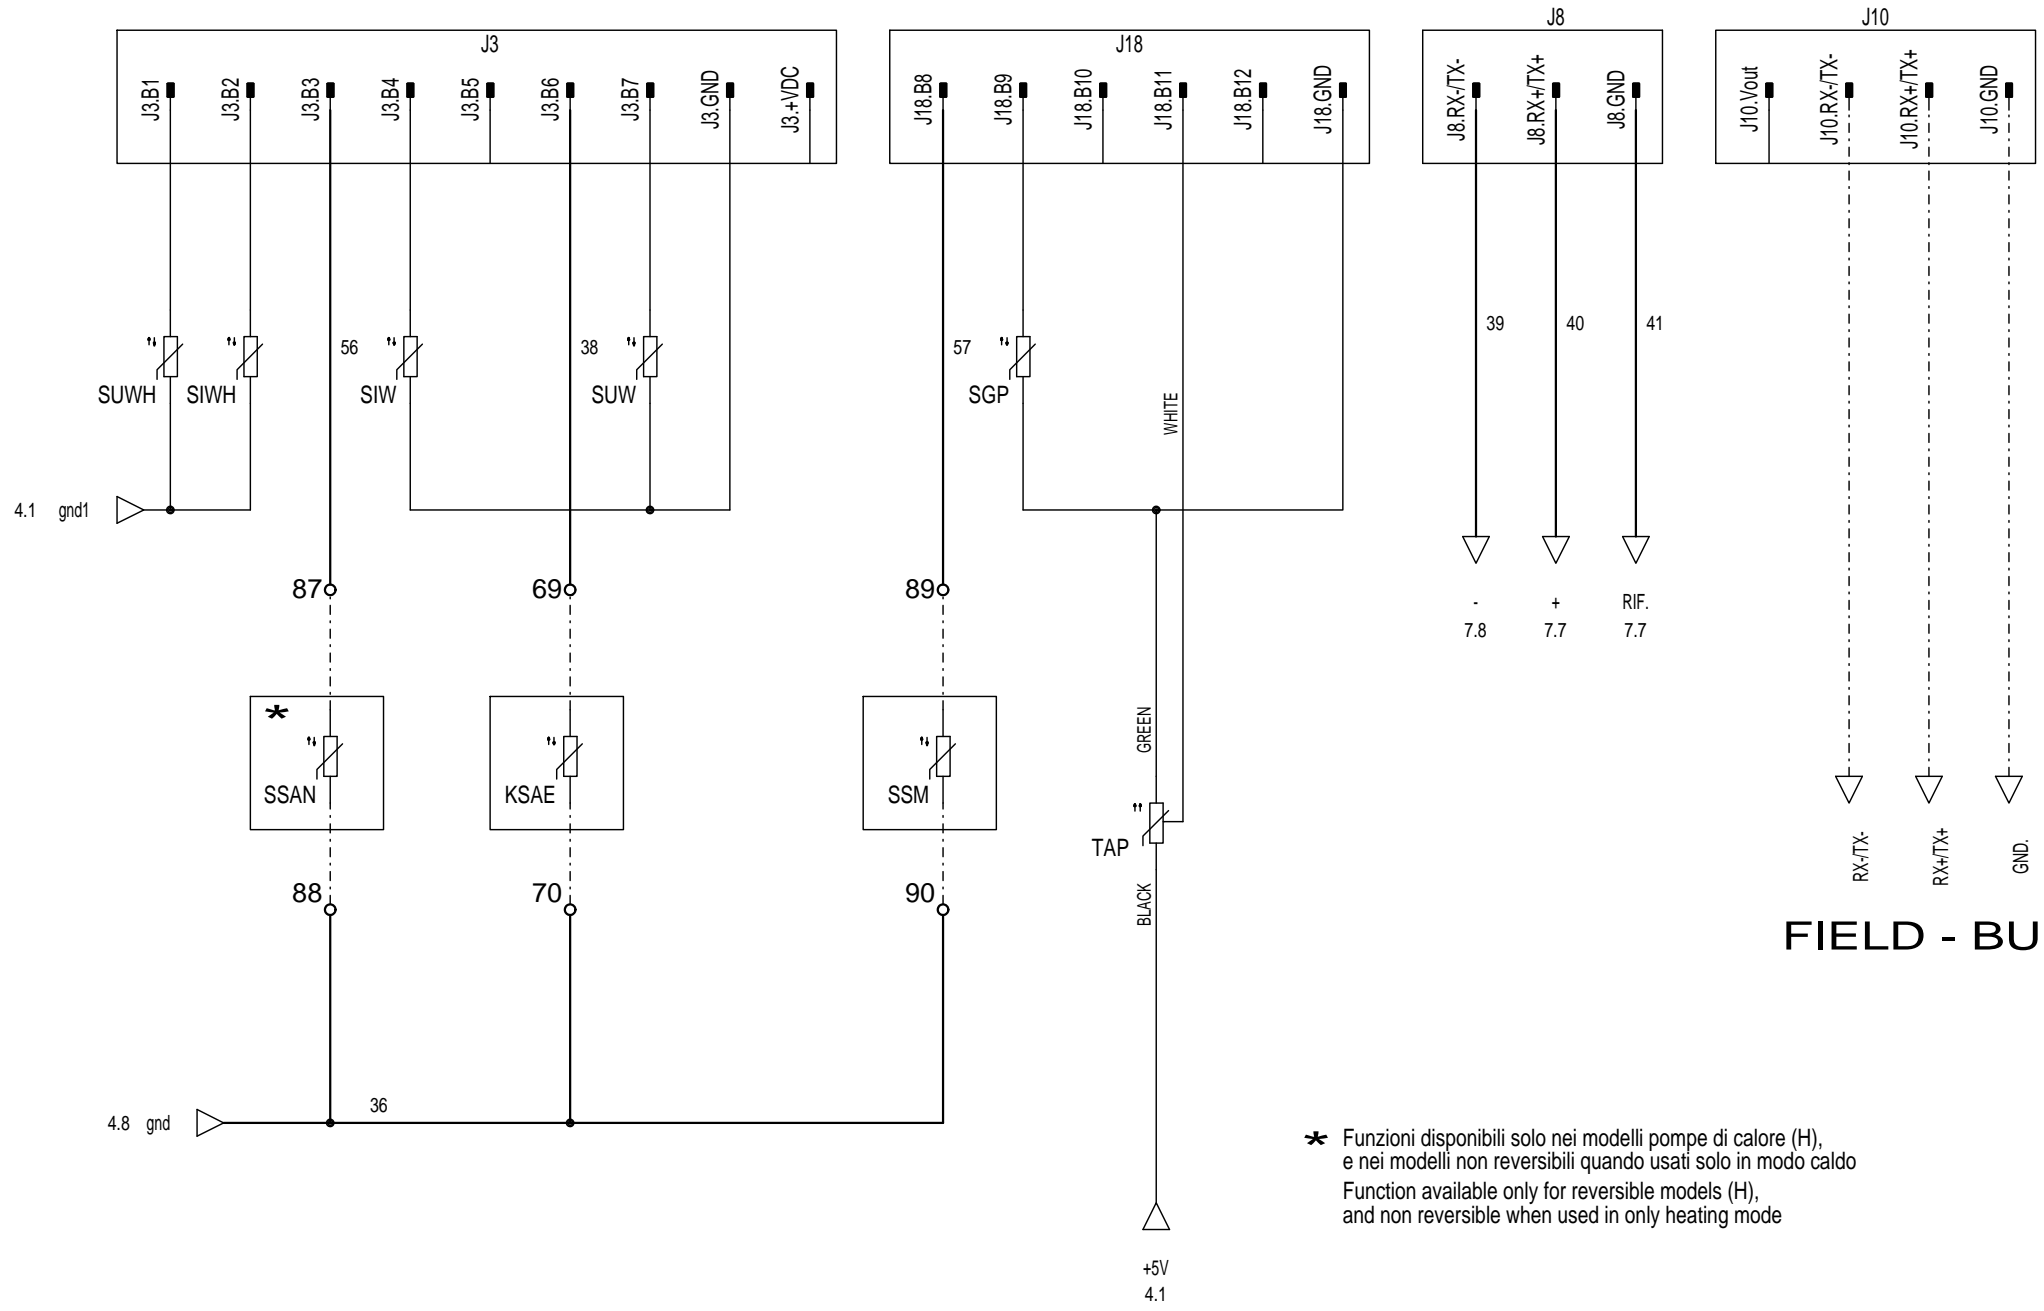 J3
J18
J8
J10
J3.B1
J3.B2
J3.B3
J3.B4
J3.B5
J3.B6
J3.B7
J3.GND
J3.+VDC
J18.B8
J18.B9
J18.B10
J18.B11
J18.B12
J18.GND
J8.RX-/TX-
J8.RX+/TX+
J8.GND
J10.Vout
J10.RX-/TX-
J10.RX+/TX+
J10.GND
39
40
41
56
38
57
SUWH
SIWH
SIW
SUW
SGP
WHITE
4.1 gnd1
87
69
89
-
+
RIF.
7.8
7.7
7.7
*
SSAN
KSAE
SSM
GREEN
TAP
BLACK
RX-/TX-
RX+/TX+
GND.
88
70
90
FIELD - BU
36
4.8 gnd
* Funzioni disponibili solo nei modelli pompe di calore (H),
e nei modelli non reversibili quando usati solo in modo caldo
Function available only for reversible models (H),
and non reversible when used in only heating mode
+5V
4.1